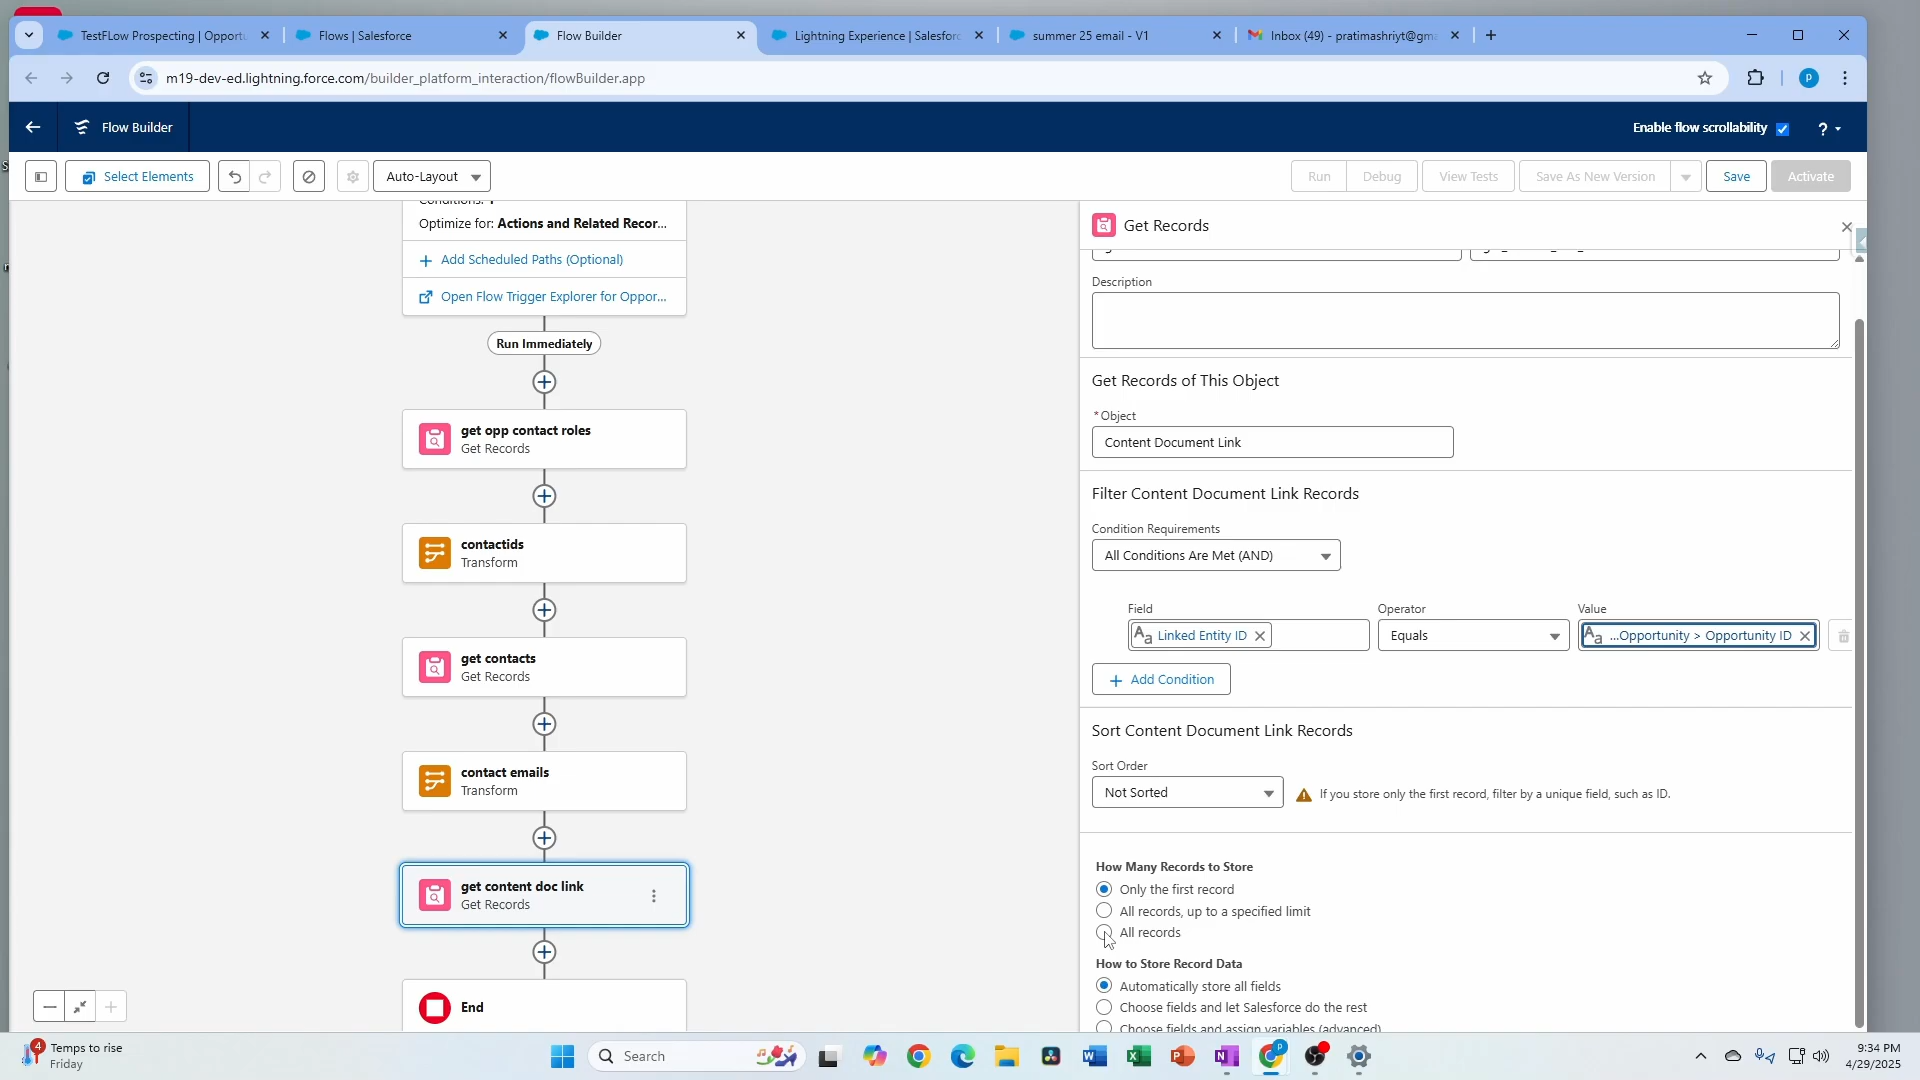 TestFLow Prospecting | Opportu
Flows | Salesforce
Flow Builder
Lightning Experience | Salesforc
summer 25 email - V1
Inbox (49) - pratimashriyt@gma
m19-dev-ed.lightning.force.com/builder_platform_interaction/flowBuilder.app
P
Flow Builder
Enable flow scrollability
?
Select Elements
Auto-Layout
Run
Debug
View Tests
Save As New Version
Save
Activate
Optimize for: Actions and Related Recor...
Add Scheduled Paths (Optional)
Open Flow Trigger Explorer for Oppor...
Run Immediately
get opp contact roles
Get Records
contactids
Transform
get contacts
Get Records
contact emails
Transform
get content doc link
Get Records
End
Get Records
Description
Get Records of This Object
*Object
Content Document Link
Filter Content Document Link Records
Condition Requirements
All Conditions Are Met (AND)
Field
Operator
Value
Aa Linked Entity ID
Equals
Aa ...Opportunity > Opportunity ID
Add Condition
Sort Content Document Link Records
Sort Order
Not Sorted
If you store only the first record, filter by a unique field, such as ID.
How Many Records to Store
Only the first record
All records, up to a specified limit
All records
How to Store Record Data
Automatically store all fields
Choose fields and let Salesforce do the rest
Choose fields and assign variables (advanced)
4
Temps to rise
Friday
Search
P
9:34 PM
4/29/2025